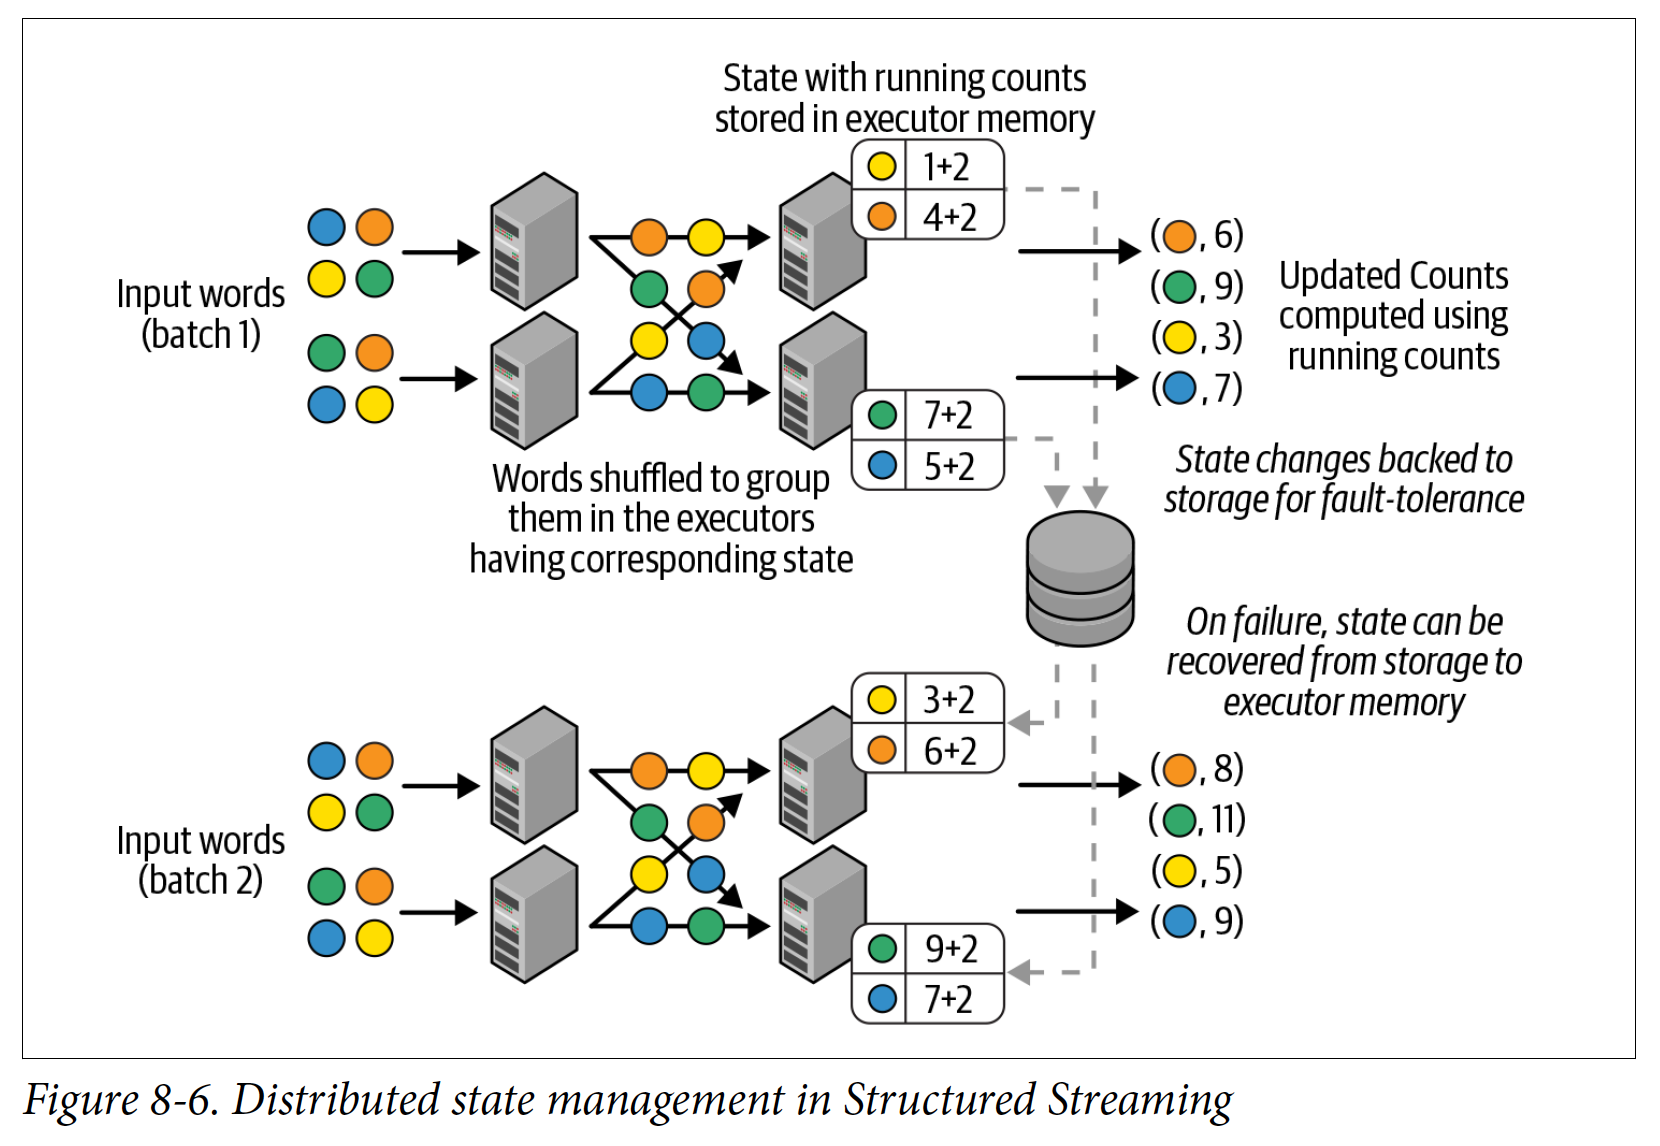 State with running counts
stored in executor memory
1+2
4+2
Input words
(batch 1)
7+2
5+2
(, 6)
(, 9)
(, 3)
(, 7)
Updated Counts
computed using
running counts
Words shuffled to group
them in the executors
having corresponding state
State changes backed to
storage for fault-tolerance
On failure, state can be
recovered from storage to
executor memory
Input words
(batch 2)
3+2
6+2
9+2
7+2
(, 8)
(, 11)
(, 5)
(, 9)
Figure 8-6. Distributed state management in Structured Streaming